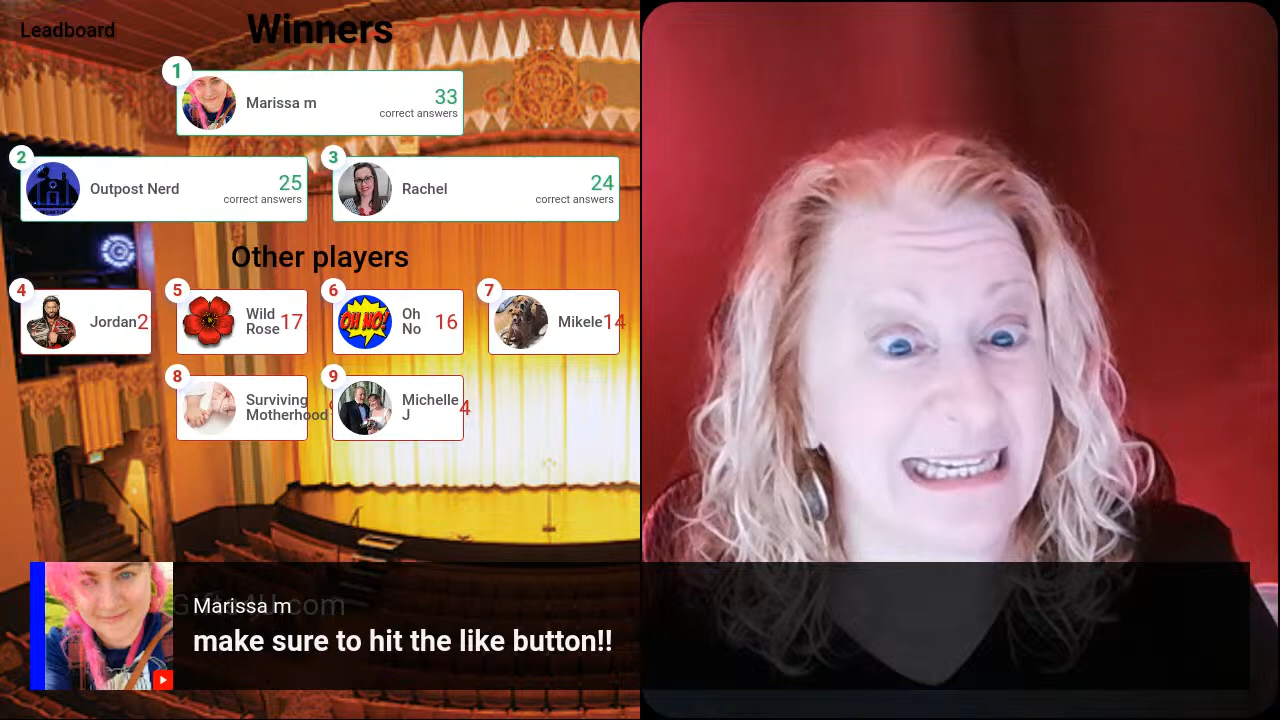 Leadboard
Winners
1
Marissa m
33
correct answers
2
Outpost Nerd
25
correct answers
3
Rachel
24
correct answers
Other players
4
Jordan
5
Wild
Rose
17
6
OH NO!
Oh
No
16
7
Mikele
14
8
Surviving
Motherhood
9
Michelle
J
4
Marissa m
make sure to hit the like button!!